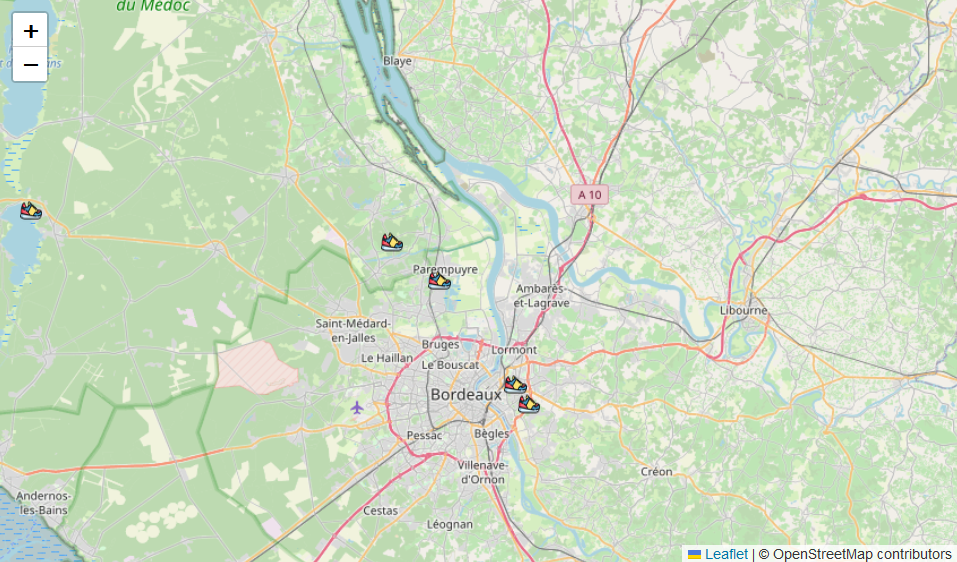 du Médoc
+
−
Blaye
A 10
Parempuyre
Ambarès-
et-Lagrave
Libourne
Saint-Médard-
en-Jalles
Bruges
Lormont
Le Haillan
Le Bouscat
Bordeaux
Pessac
Bègles
Villenave-
d'Ornon
Créon
Andernos-
les-Bains
Cestas
Léognan
Leaflet | © OpenStreetMap contributors